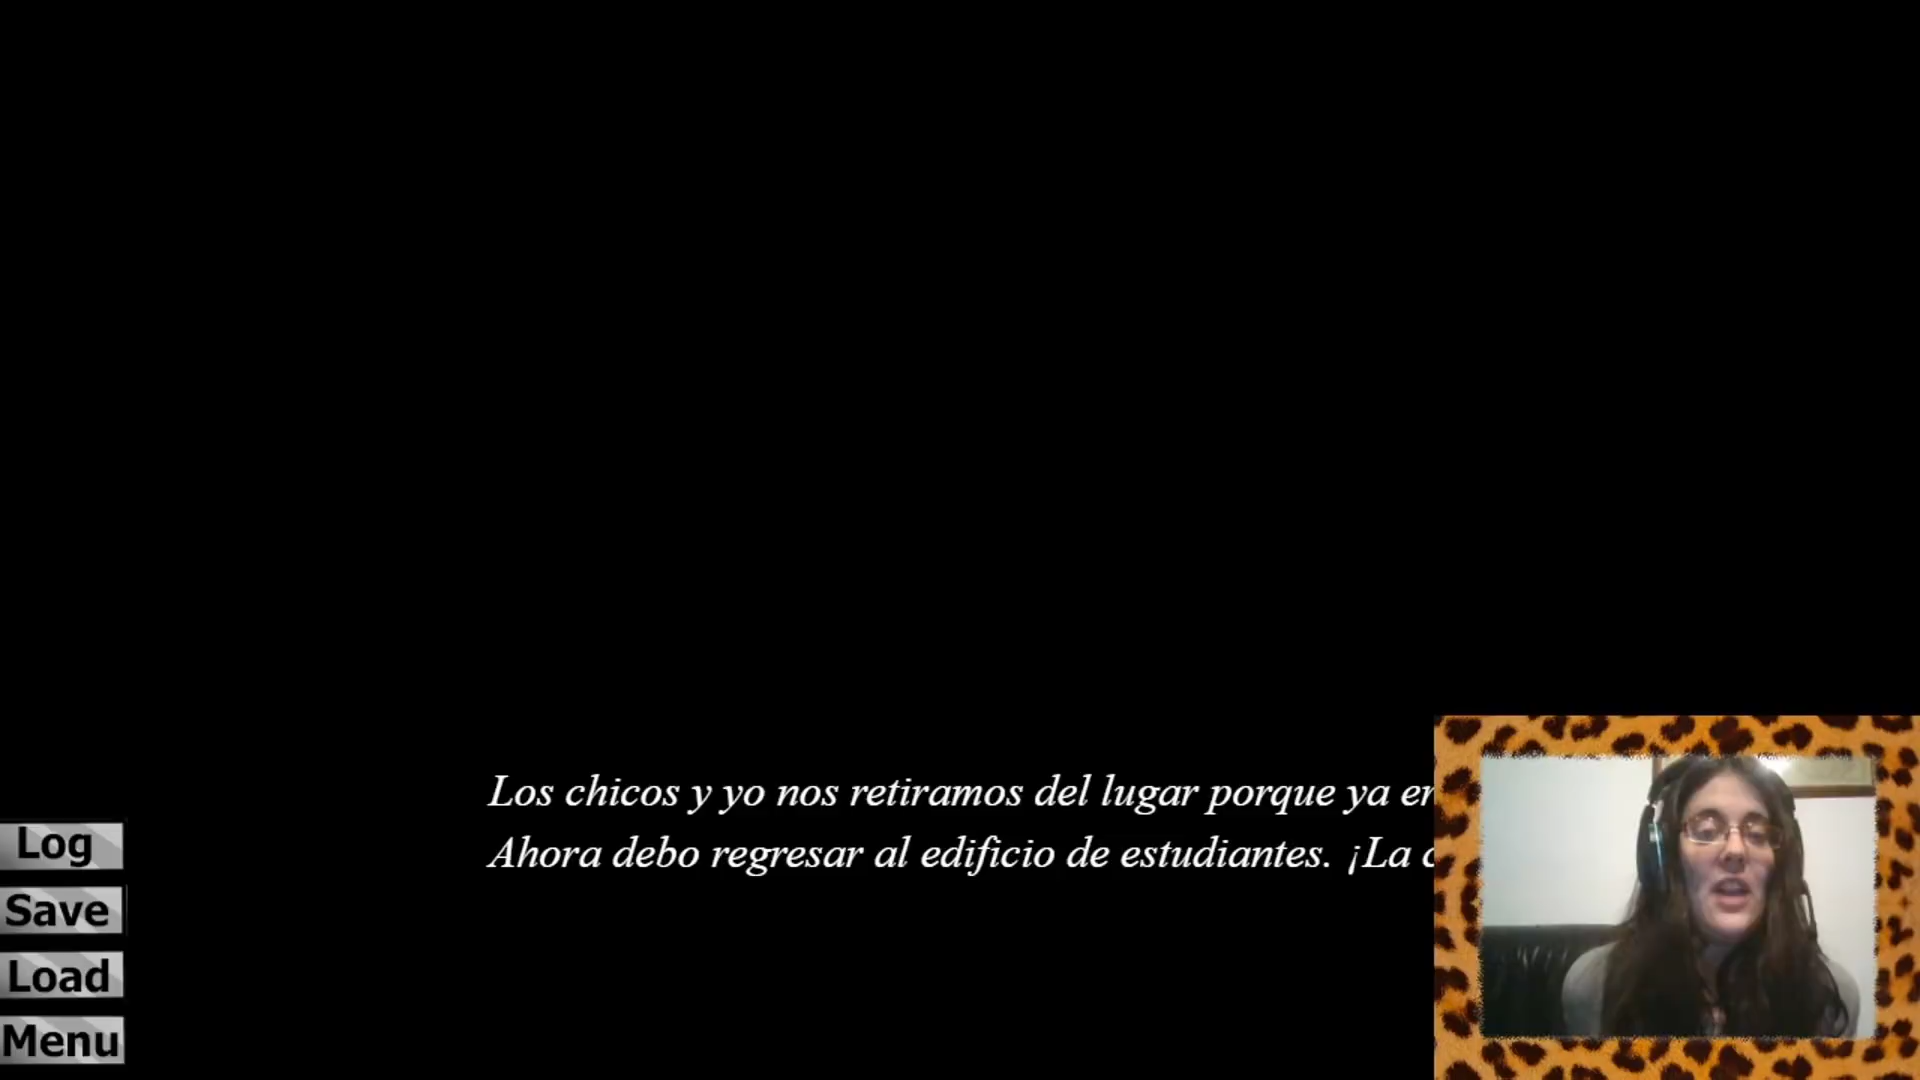 Los chicos y yo nos retiramos del lugar porque ya
Ahora debo regresar al edificio de estudiantes. ¡La
Log
Save
Load
Menu